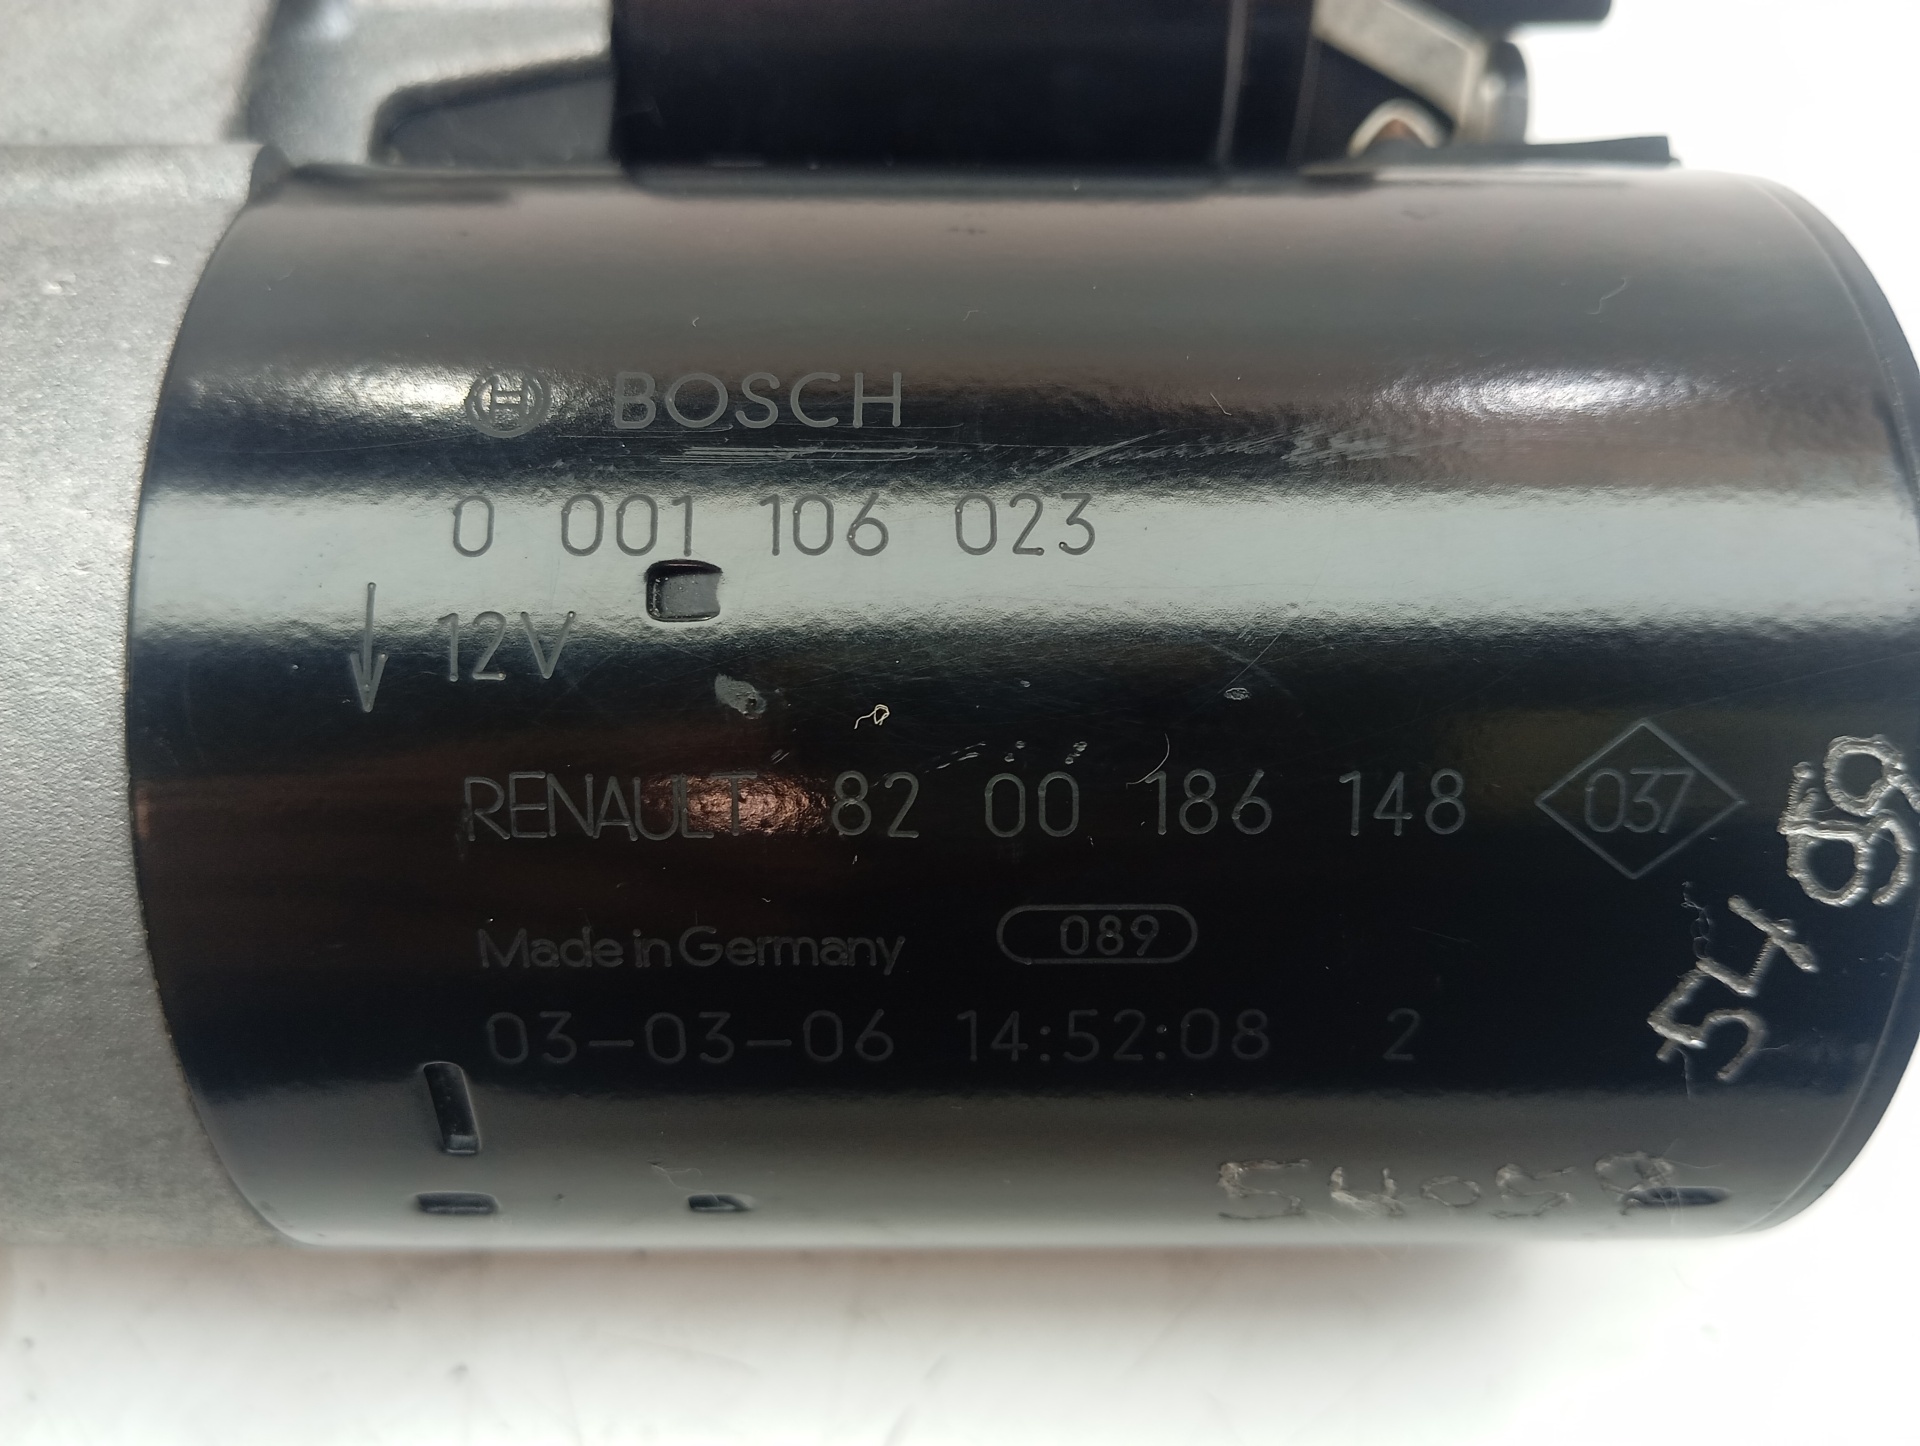 BOSCH
0 001 106 023
12V
RENAULT 82 00 186 148 037
Made in Germany 089
03-03-06 14:52:08 2